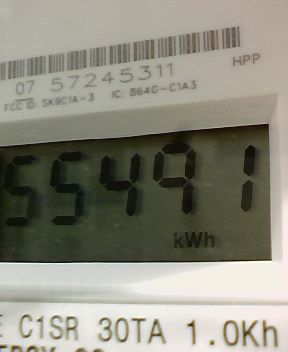 HPP
07 57245311
FCC ID: SK9C1A-3 IC: 864G-C1A3
55491
kWh
C1SR 30TA 1.0Kh